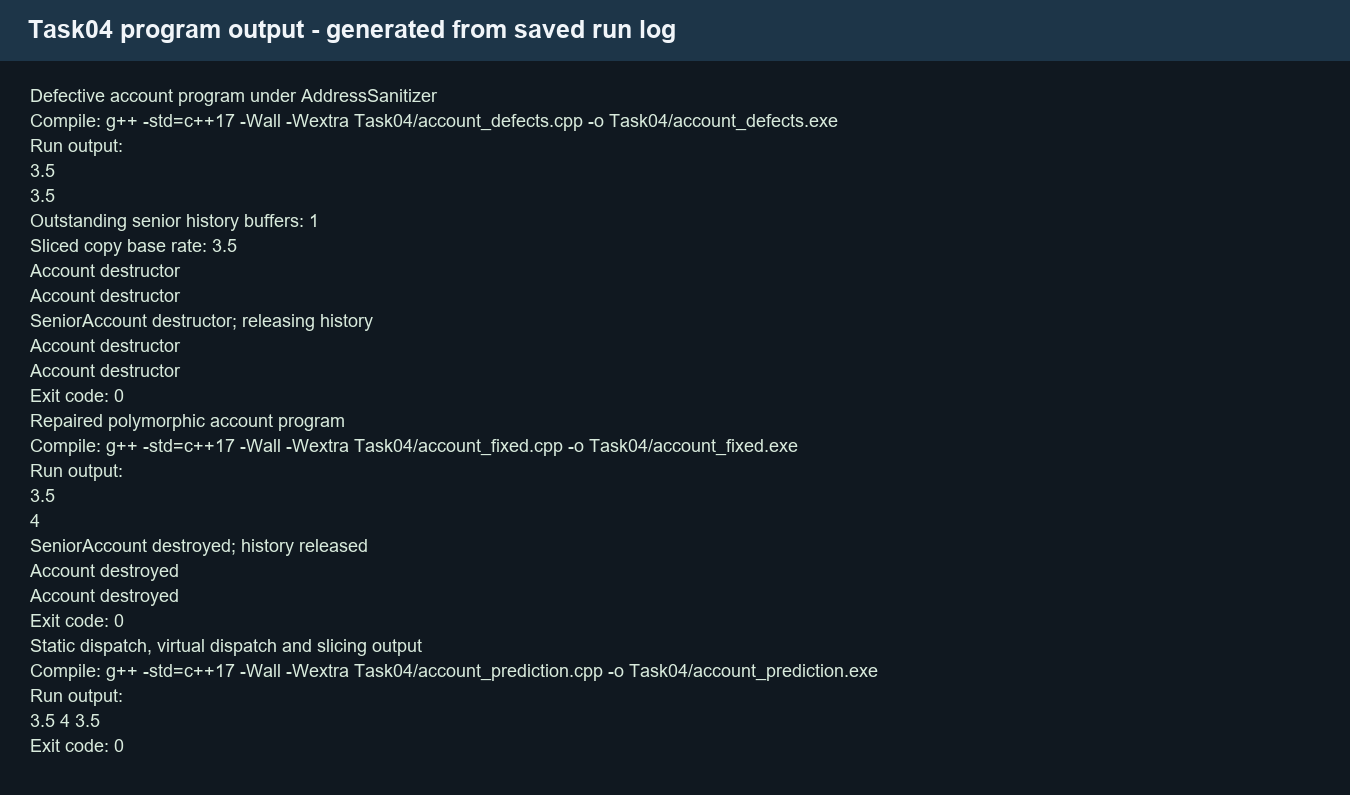 Task04 program output - generated from saved run log
Defective account program under AddressSanitizer
Compile: g++ -std=c++17 -Wall -Wextra Task04/account_defects.cpp -o Task04/account_defects.exe
Run output:
3.5
3.5
Outstanding senior history buffers: 1
Sliced copy base rate: 3.5
Account destructor
Account destructor
SeniorAccount destructor; releasing history
Account destructor
Account destructor
Exit code: 0
Repaired polymorphic account program
Compile: g++ -std=c++17 -Wall -Wextra Task04/account_fixed.cpp -o Task04/account_fixed.exe
Run output:
3.5
4
SeniorAccount destroyed; history released
Account destroyed
Account destroyed
Exit code: 0
Static dispatch, virtual dispatch and slicing output
Compile: g++ -std=c++17 -Wall -Wextra Task04/account_prediction.cpp -o Task04/account_prediction.exe
Run output:
3.5 4 3.5
Exit code: 0